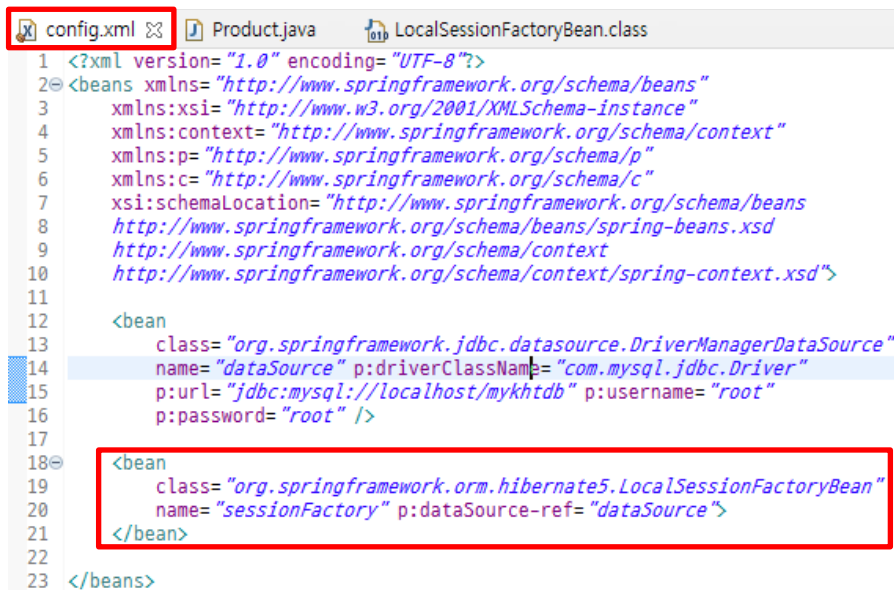 config.xml Product.java LocalSessionFactoryBean.class
1 <?xml version="1.0" encoding="UTF-8"?>
2 <beans xmlns="http://www.springframework.org/schema/beans"
3 xmlns:xsi="http://www.w3.org/2001/XMLSchema-instance"
4 xmlns:context="http://www.springframework.org/schema/context"
5 xmlns:p="http://www.springframework.org/schema/p"
6 xmlns:c="http://www.springframework.org/schema/c"
7 xsi:schemaLocation="http://www.springframework.org/schema/beans
8 http://www.springframework.org/schema/beans/spring-beans.xsd
9 http://www.springframework.org/schema/context
10 http://www.springframework.org/schema/context/spring-context.xsd">
11
12 <bean
13 class="org.springframework.jdbc.datasource.DriverManagerDataSource"
14 name="dataSource" p:driverClassName="com.mysql.jdbc.Driver"
15 p:url="jdbc:mysql://localhost/mykhtdb" p:username="root"
16 p:password="root" />
17
18 <bean
19 class="org.springframework.orm.hibernate5.LocalSessionFactoryBean"
20 name="sessionFactory" p:dataSource-ref="dataSource">
21 </bean>
22
23 </beans>